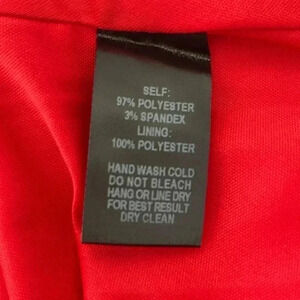 SELF:
97% POLYESTER
3% SPANDEX
LINING:
100% POLYESTER
HAND WASH COLD
DO NOT BLEACH
HANG OR LINE DRY
FOR BEST RESULT
DRY CLEAN